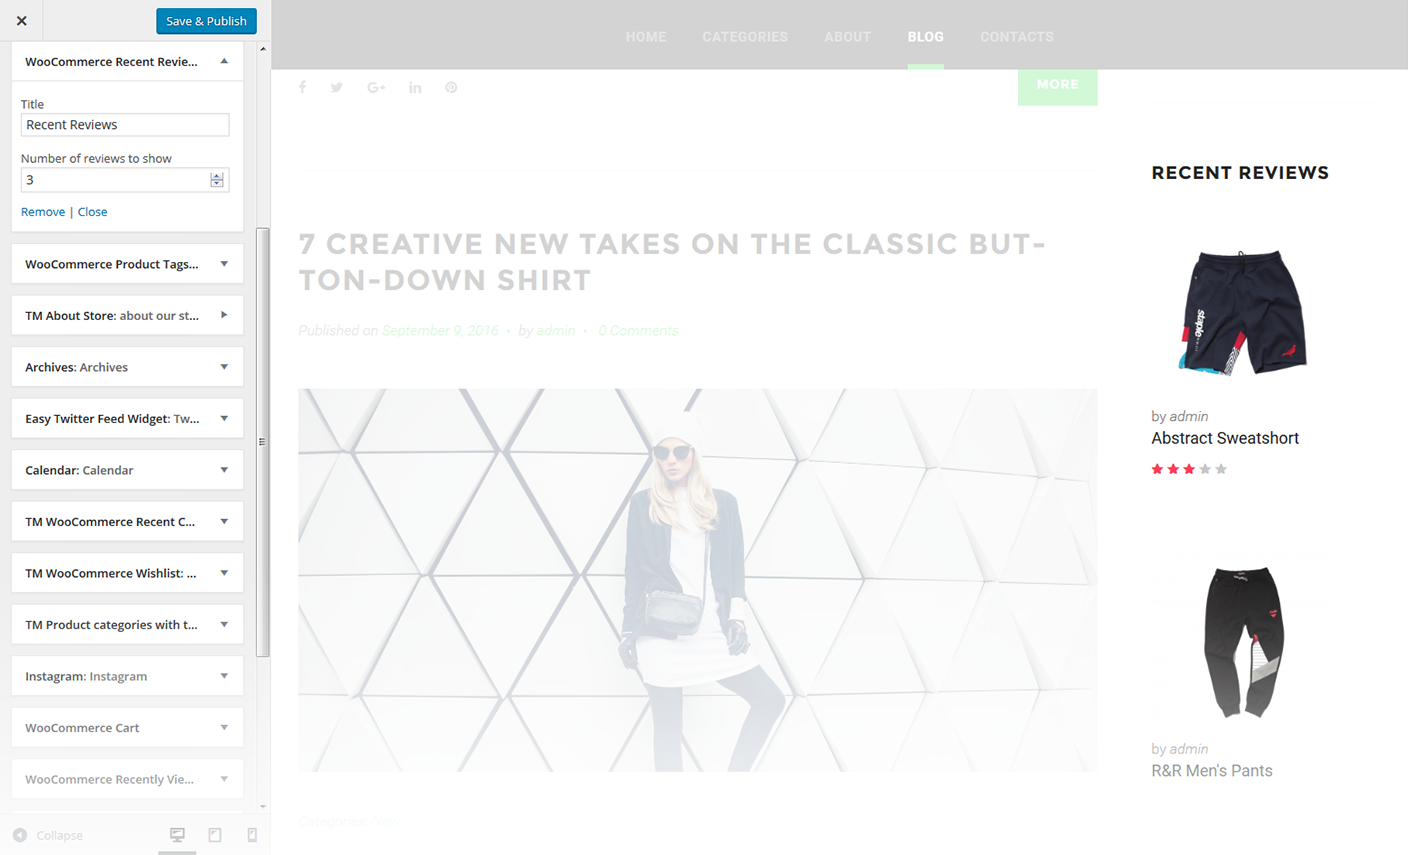 Save & Publish
WooCommerce Recent Revie...
Title
Recent Reviews
Number of reviews to show
3
Remove | Close
WooCommerce Product Tags...
TM About Store: about our st...
Archives: Archives
Easy Twitter Feed Widget: Tw...
Calendar: Calendar
TM WooCommerce Recent C...
TM WooCommerce Wishlist: ...
TM Product categories with t...
Instagram: Instagram
WooCommerce Cart
WooCommerce Recently Vie...
Collapse
HOME CATEGORIES ABOUT BLOG CONTACTS
MORE
7 CREATIVE NEW TAKES ON THE CLASSIC BUT-
TON-DOWN SHIRT
Published on September 9, 2016 • by admin • 0 Comments
Categories: New
RECENT REVIEWS
staple
by admin
Abstract Sweatshort
by admin
R&R Men's Pants